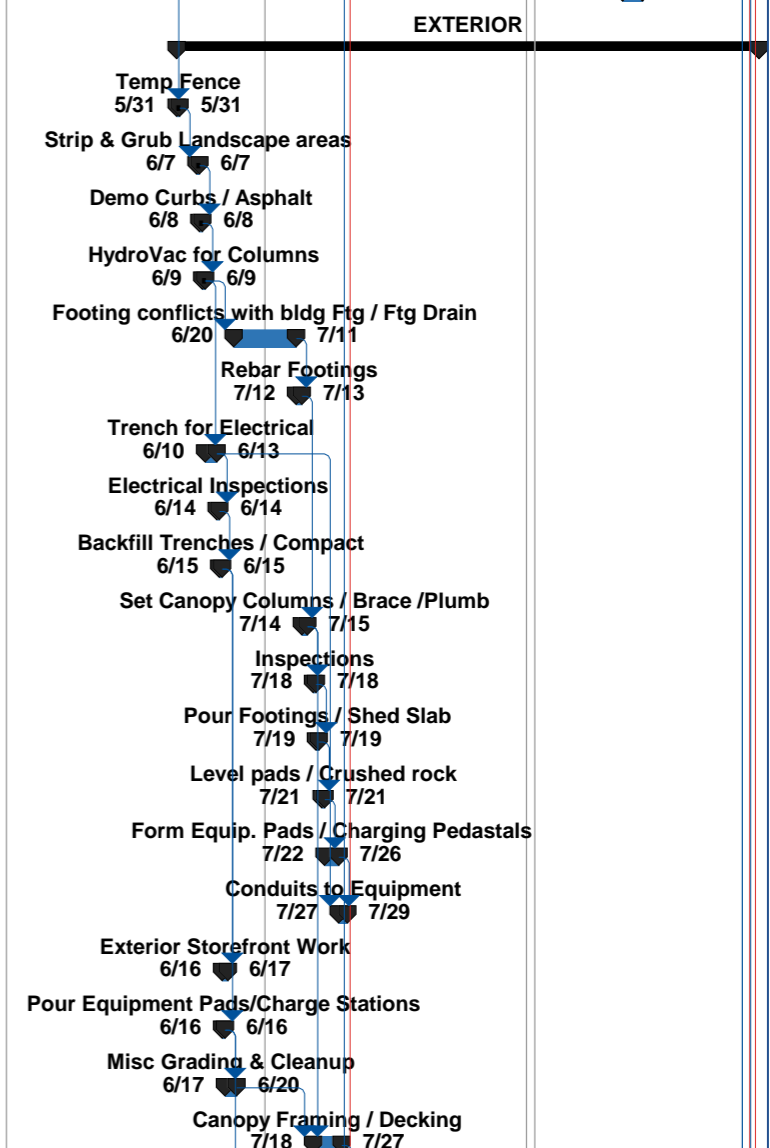 EXTERIOR
Temp Fence
5/31 5/31
Strip & Grub Landscape areas
6/7 6/7
Demo Curbs / Asphalt
6/8 6/8
HydroVac for Columns
6/9 6/9
Footing conflicts with bldg Ftg / Ftg Drain
6/20 7/11
Rebar Footings
7/12 7/13
Trench for Electrical
6/10 6/13
Electrical Inspections
6/14 6/14
Backfill Trenches / Compact
6/15 6/15
Set Canopy Columns / Brace /Plumb
7/14 7/15
Inspections
7/18 7/18
Pour Footings / Shed Slab
7/19 7/19
Level pads / Crushed rock
7/21 7/21
Form Equip. Pads / Charging Pedastals
7/22 7/26
Conduits to Equipment
7/27 7/29
Exterior Storefront Work
6/16 6/17
Pour Equipment Pads/Charge Stations
6/16 6/16
Misc Grading & Cleanup
6/17 6/20
Canopy Framing / Decking
7/18 7/27